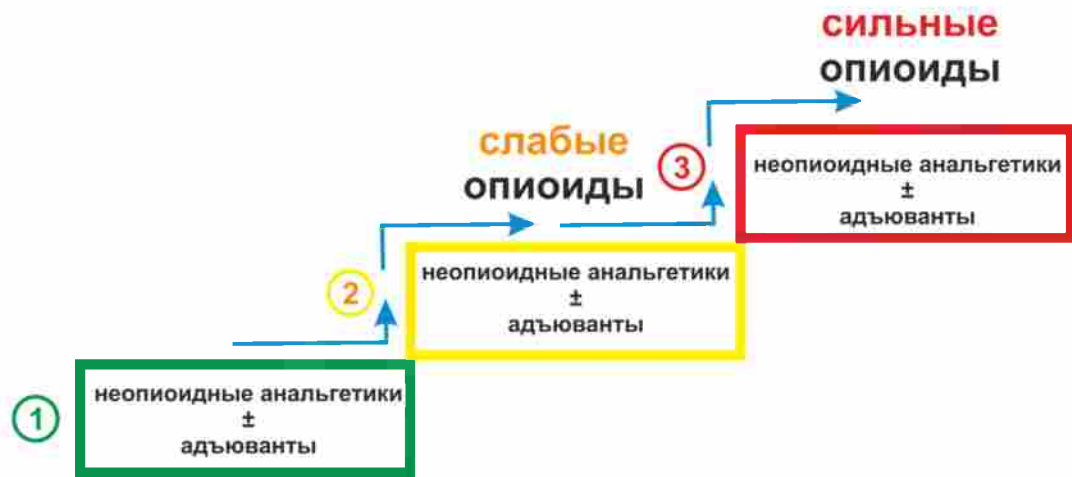 сильные
опиоиды
3
неопиоидные анальгетики
±
адъюванты
слабые
опиоиды
2
неопиоидные анальгетики
±
адъюванты
1
неопиоидные анальгетики
±
адъюванты